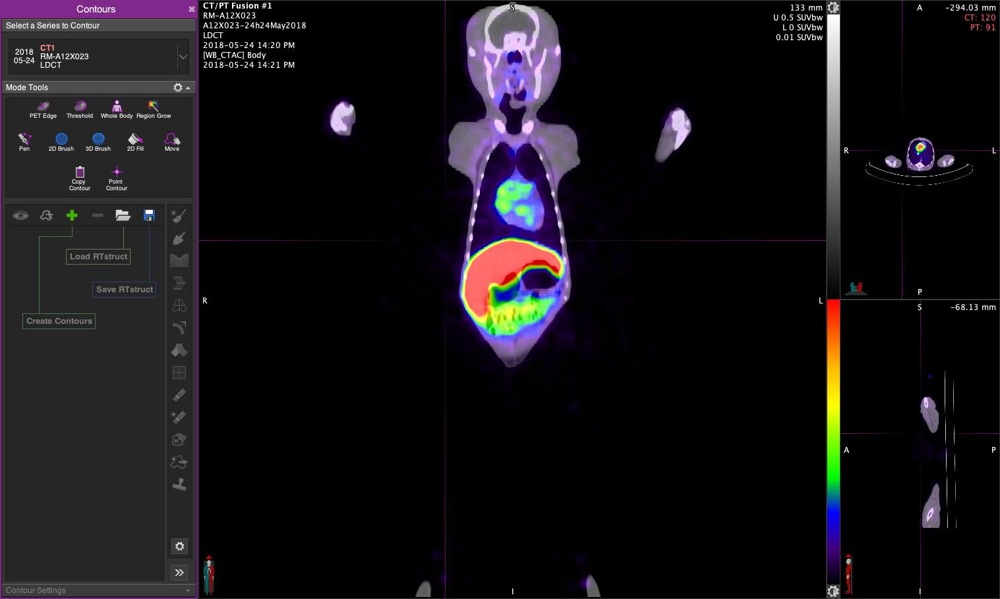 Contours
Select a Series to Contour
2018
05-24
CT1
RM-A12X023
LDCT
Mode Tools
PET Edge
Threshold
Whole Body
Region Grow
Pen
2D Brush
3D Brush
2D Fill
Move
Copy
Contour
Point
Contour
Load RTstruct
Save RTstruct
Create Contours
Contour Settings
CT/PT Fusion #1
RM-A12X023
A12X023-24h24May2018
LDCT
2018-05-24 14:20 PM
[WB_CTAC] Body
2018-05-24 14:21 PM
S
133 mm
U 0.5 SUVbw
L 0 SUVbw
0.01 SUVbw
R
L
A
I
A
-294.03 mm
CT: 120
PT: 91
R
L
P
S
-68.13 mm
A
P
I
H